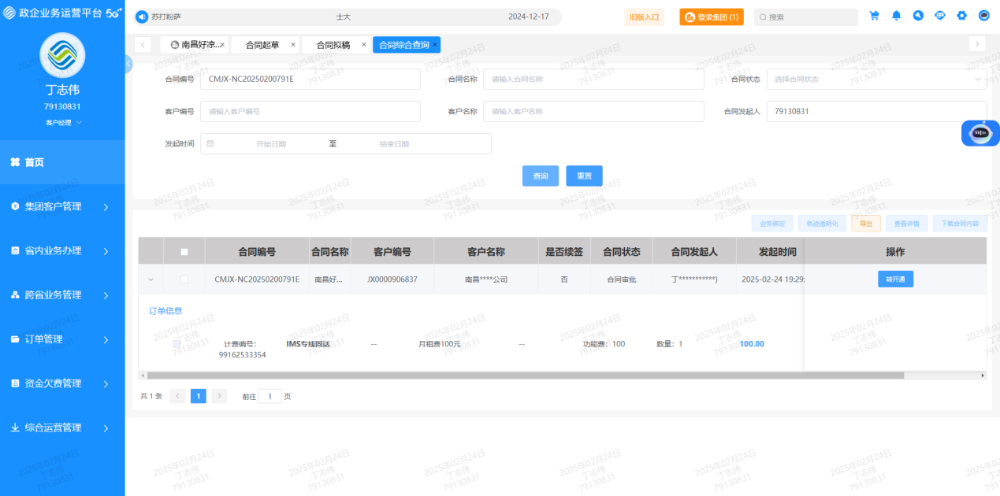 政企业务运营平台 5G
苏打粉萨 士大 2024-12-17 旧版入口 登录集团 (1) 搜索
丁志伟
79131831
客户经理
首页
集团客户管理
省内业务办理
跨省业务管理
订单管理
资金欠费管理
综合运营管理
南昌好凉...× 合同起草 × 合同拟稿 × 合同综合查询 ×
合同编号 CMJX-NC20250200791E 合同名称 请输入合同名称 合同状态 选择合同状态
客户编号 请输入客户编号 客户名称 请输入客户名称 合同发起人 79130831
发起时间 开始日期 至 结束日期
查询 重置
业务绑定 轨迹透明化 导出 查看详情 下载合同内容
合同编号 合同名称 客户编号 客户名称 是否续签 合同状态 合同发起人 发起时间 操作
CMJX-NC20250200791E 南昌好... JX0000906837 南昌****公司 否 合同审批 丁***********) 2025-02-24 19:29: 转开通
订单信息
计费编号: 99162533354 IMS专线固话 -- 月租费100元 -- 功能费: 100 数量: 1 100.00
共 1 条 < 1 > 前往 1 页
2025年02月24日
丁志伟
79130831